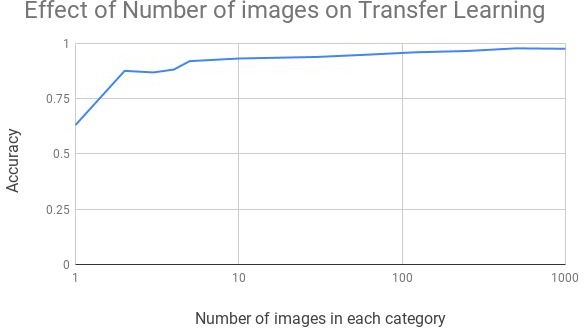 Effect of Number of images on Transfer Learning
1
0.75
0.5
0.25
0
Accuracy
1 10 100 1000
Number of images in each category